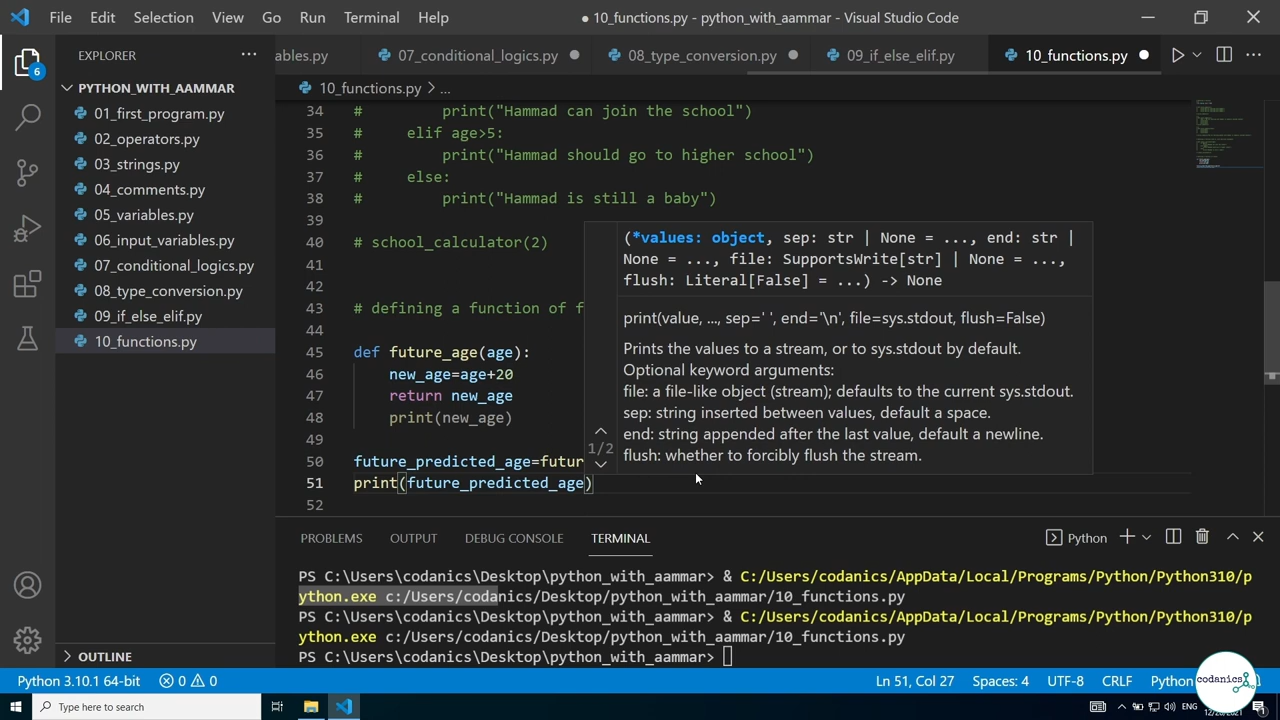 File Edit Selection View Go Run Terminal Help
● 10_functions.py - python_with_aammar - Visual Studio Code
EXPLORER
ables.py 07_conditional_logics.py 08_type_conversion.py 09_if_else_elif.py 10_functions.py
6
PYTHON_WITH_AAMMAR
01_first_program.py
02_operators.py
03_strings.py
04_comments.py
05_variables.py
06_input_variables.py
07_conditional_logics.py
08_type_conversion.py
09_if_else_elif.py
10_functions.py
OUTLINE
10_functions.py > ...
34 #         print("Hammad can join the school")
35 #     elif age>5:
36 #         print("Hammad should go to higher school")
37 #     else:
38 #         print("Hammad is still a baby")
39
40 # school_calculator(2)
41
42
43 # defining a function of f
44
45 def future_age(age):
46     new_age=age+20
47     return new_age
48     print(new_age)
49
50 future_predicted_age=futur
51 print(future_predicted_age)
52
(*values: object, sep: str | None = ..., end: str |
None = ..., file: SupportsWrite[str] | None = ...,
flush: Literal[False] = ...) -> None
print(value, ..., sep=' ', end='\n', file=sys.stdout, flush=False)
Prints the values to a stream, or to sys.stdout by default.
Optional keyword arguments:
file: a file-like object (stream); defaults to the current sys.stdout.
sep: string inserted between values, default a space.
end: string appended after the last value, default a newline.
flush: whether to forcibly flush the stream.
1/2
PROBLEMS OUTPUT DEBUG CONSOLE TERMINAL
Python
PS C:\Users\codanics\Desktop\python_with_aammar> & C:/Users/codanics/AppData/Local/Programs/Python/Python310/p
ython.exe c:/Users/codanics/Desktop/python_with_aammar/10_functions.py
PS C:\Users\codanics\Desktop\python_with_aammar> & C:/Users/codanics/AppData/Local/Programs/Python/Python310/p
ython.exe c:/Users/codanics/Desktop/python_with_aammar/10_functions.py
PS C:\Users\codanics\Desktop\python_with_aammar>
Python 3.10.1 64-bit 0 0 Ln 51, Col 27 Spaces: 4 UTF-8 CRLF Python
codanics
Type here to search
ENG